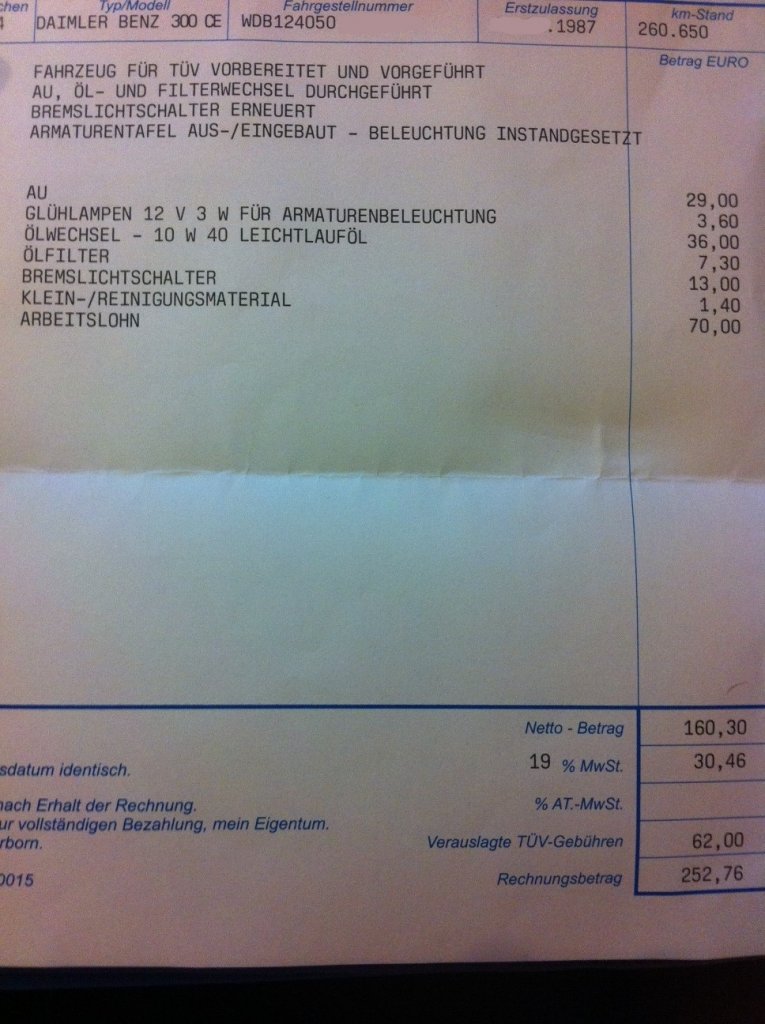 chen Typ/Modell Fahrgestellnummer Erstzulassung km-Stand
4 DAIMLER BENZ 300 CE WDB124050 .1987 260.650
Betrag EURO
FAHRZEUG FÜR TÜV VORBEREITET UND VORGEFÜHRT
AU, ÖL- UND FILTERWECHSEL DURCHGEFÜHRT
BREMSLICHTSCHALTER ERNEUERT
ARMATURENTAFEL AUS-/EINGEBAUT - BELEUCHTUNG INSTANDGESETZT
AU 29,00
GLÜHLAMPEN 12 V 3 W FÜR ARMATURENBELEUCHTUNG 3,60
ÖLWECHSEL - 10 W 40 LEICHTLAUFÖL 36,00
ÖLFILTER 7,30
BREMSLICHTSCHALTER 13,00
KLEIN-/REINIGUNGSMATERIAL 1,40
ARBEITSLOHN 70,00
Netto - Betrag 160,30
sdatum identisch. 19 % MwSt. 30,46
nach Erhalt der Rechnung. % AT.-MwSt.
ur vollständigen Bezahlung, mein Eigentum.
rborn. Verauslagte TÜV-Gebühren 62,00
0015 Rechnungsbetrag 252,76